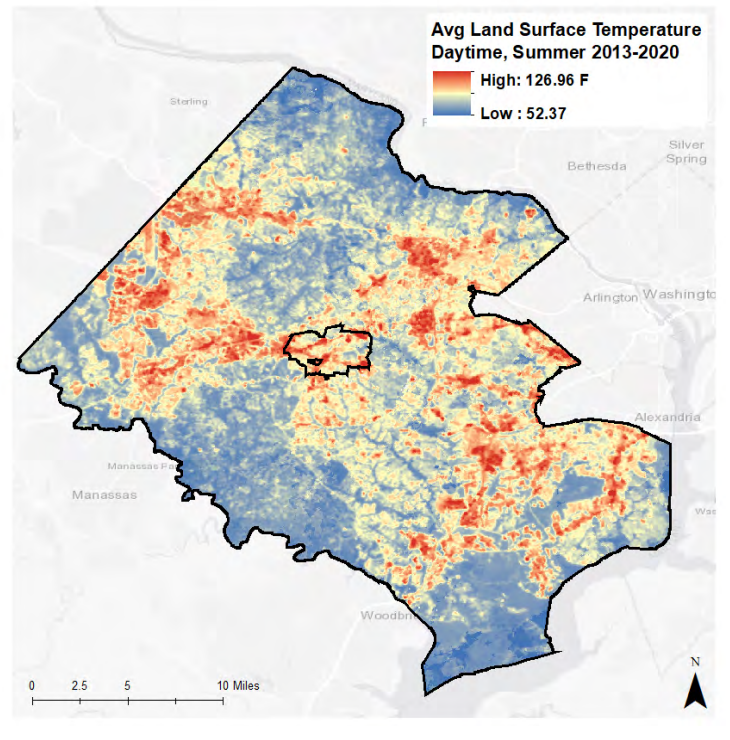 Avg Land Surface Temperature
Daytime, Summer 2013-2020
High: 126.96 F
Low : 52.37
Sterling
Silver
Spring
Bethesda
Arlington
Washingto
Alexandria
Manassas
Woodbr
N
0 2.5 5 10 Miles